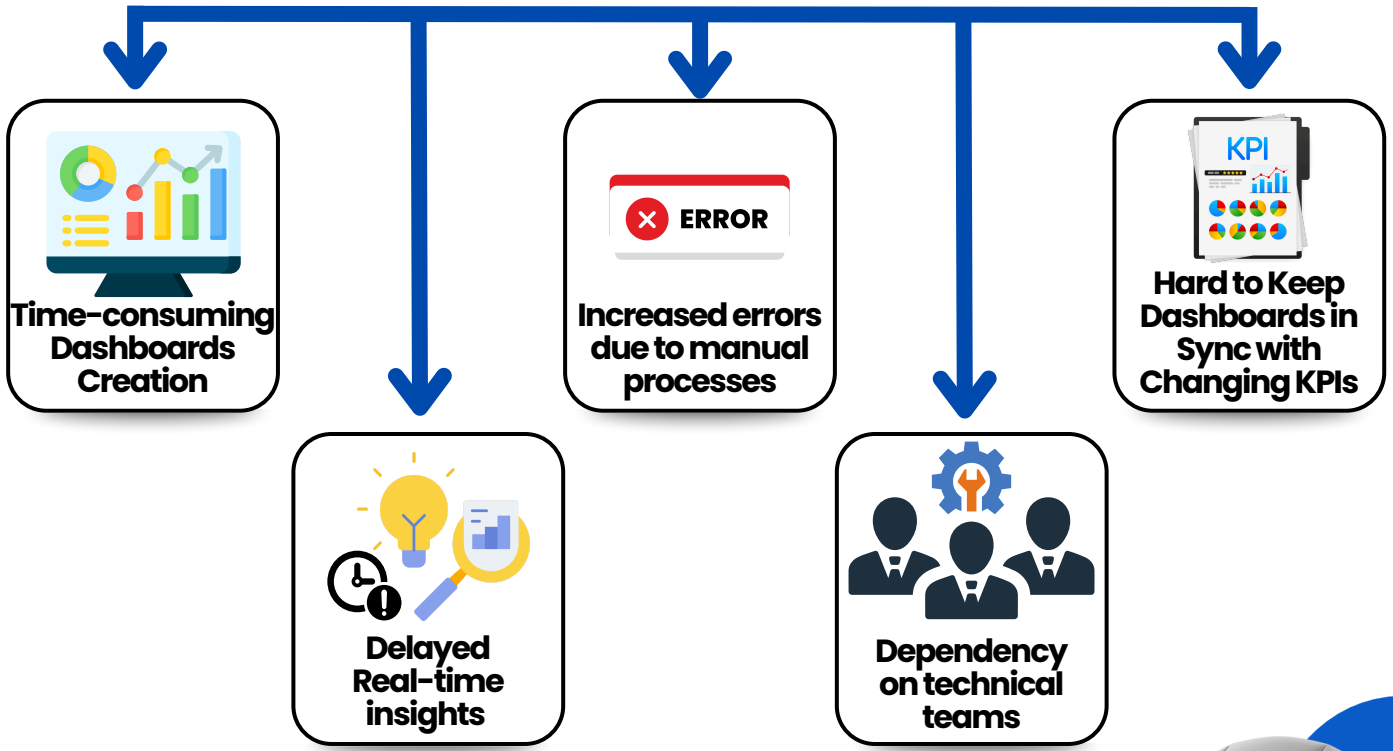 Time-consuming
Dashboards
Creation
Delayed
Real-time
insights
ERROR
Increased errors
due to manual
processes
Dependency
on technical
teams
KPI
Hard to Keep
Dashboards in
Sync with
Changing KPIs